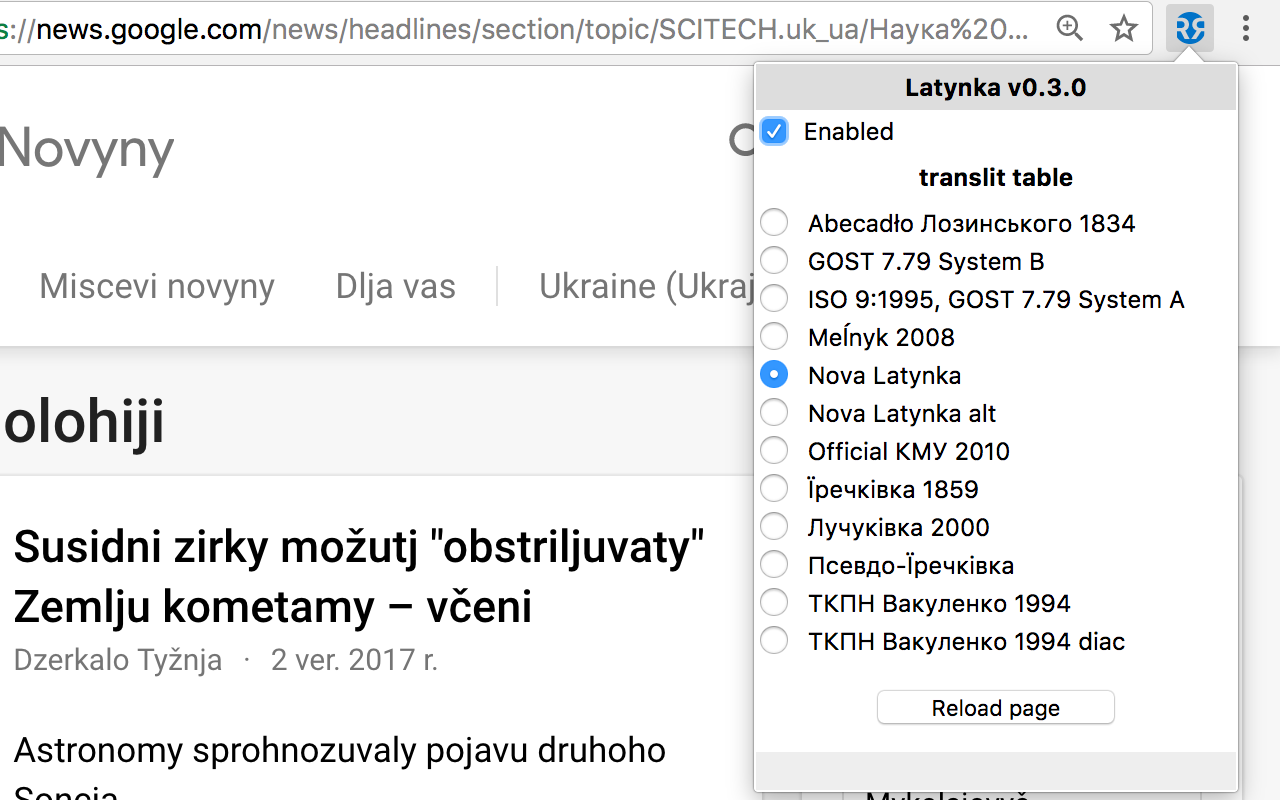 s://news.google.com/news/headlines/section/topic/SCITECH.uk_ua/Наука%20...
Latynka v0.3.0
Enabled
translit table
Abecadło Лозинського 1834
GOST 7.79 System B
ISO 9:1995, GOST 7.79 System A
Meĺnyk 2008
Nova Latynka
Nova Latynka alt
Official КМУ 2010
Їречківка 1859
Лучуківка 2000
Псевдо-Їречківка
ТКПН Вакуленко 1994
ТКПН Вакуленко 1994 diac
Reload page
Novyny
Miscevi novyny
Dlja vas
Ukraine (Ukraj
olohiji
Susidni zirky možutj "obstriljuvaty"
Zemlju kometamy – včeni
Dzerkalo Tyžnja · 2 ver. 2017 r.
Astronomy sprohnozuvaly pojavu druhoho